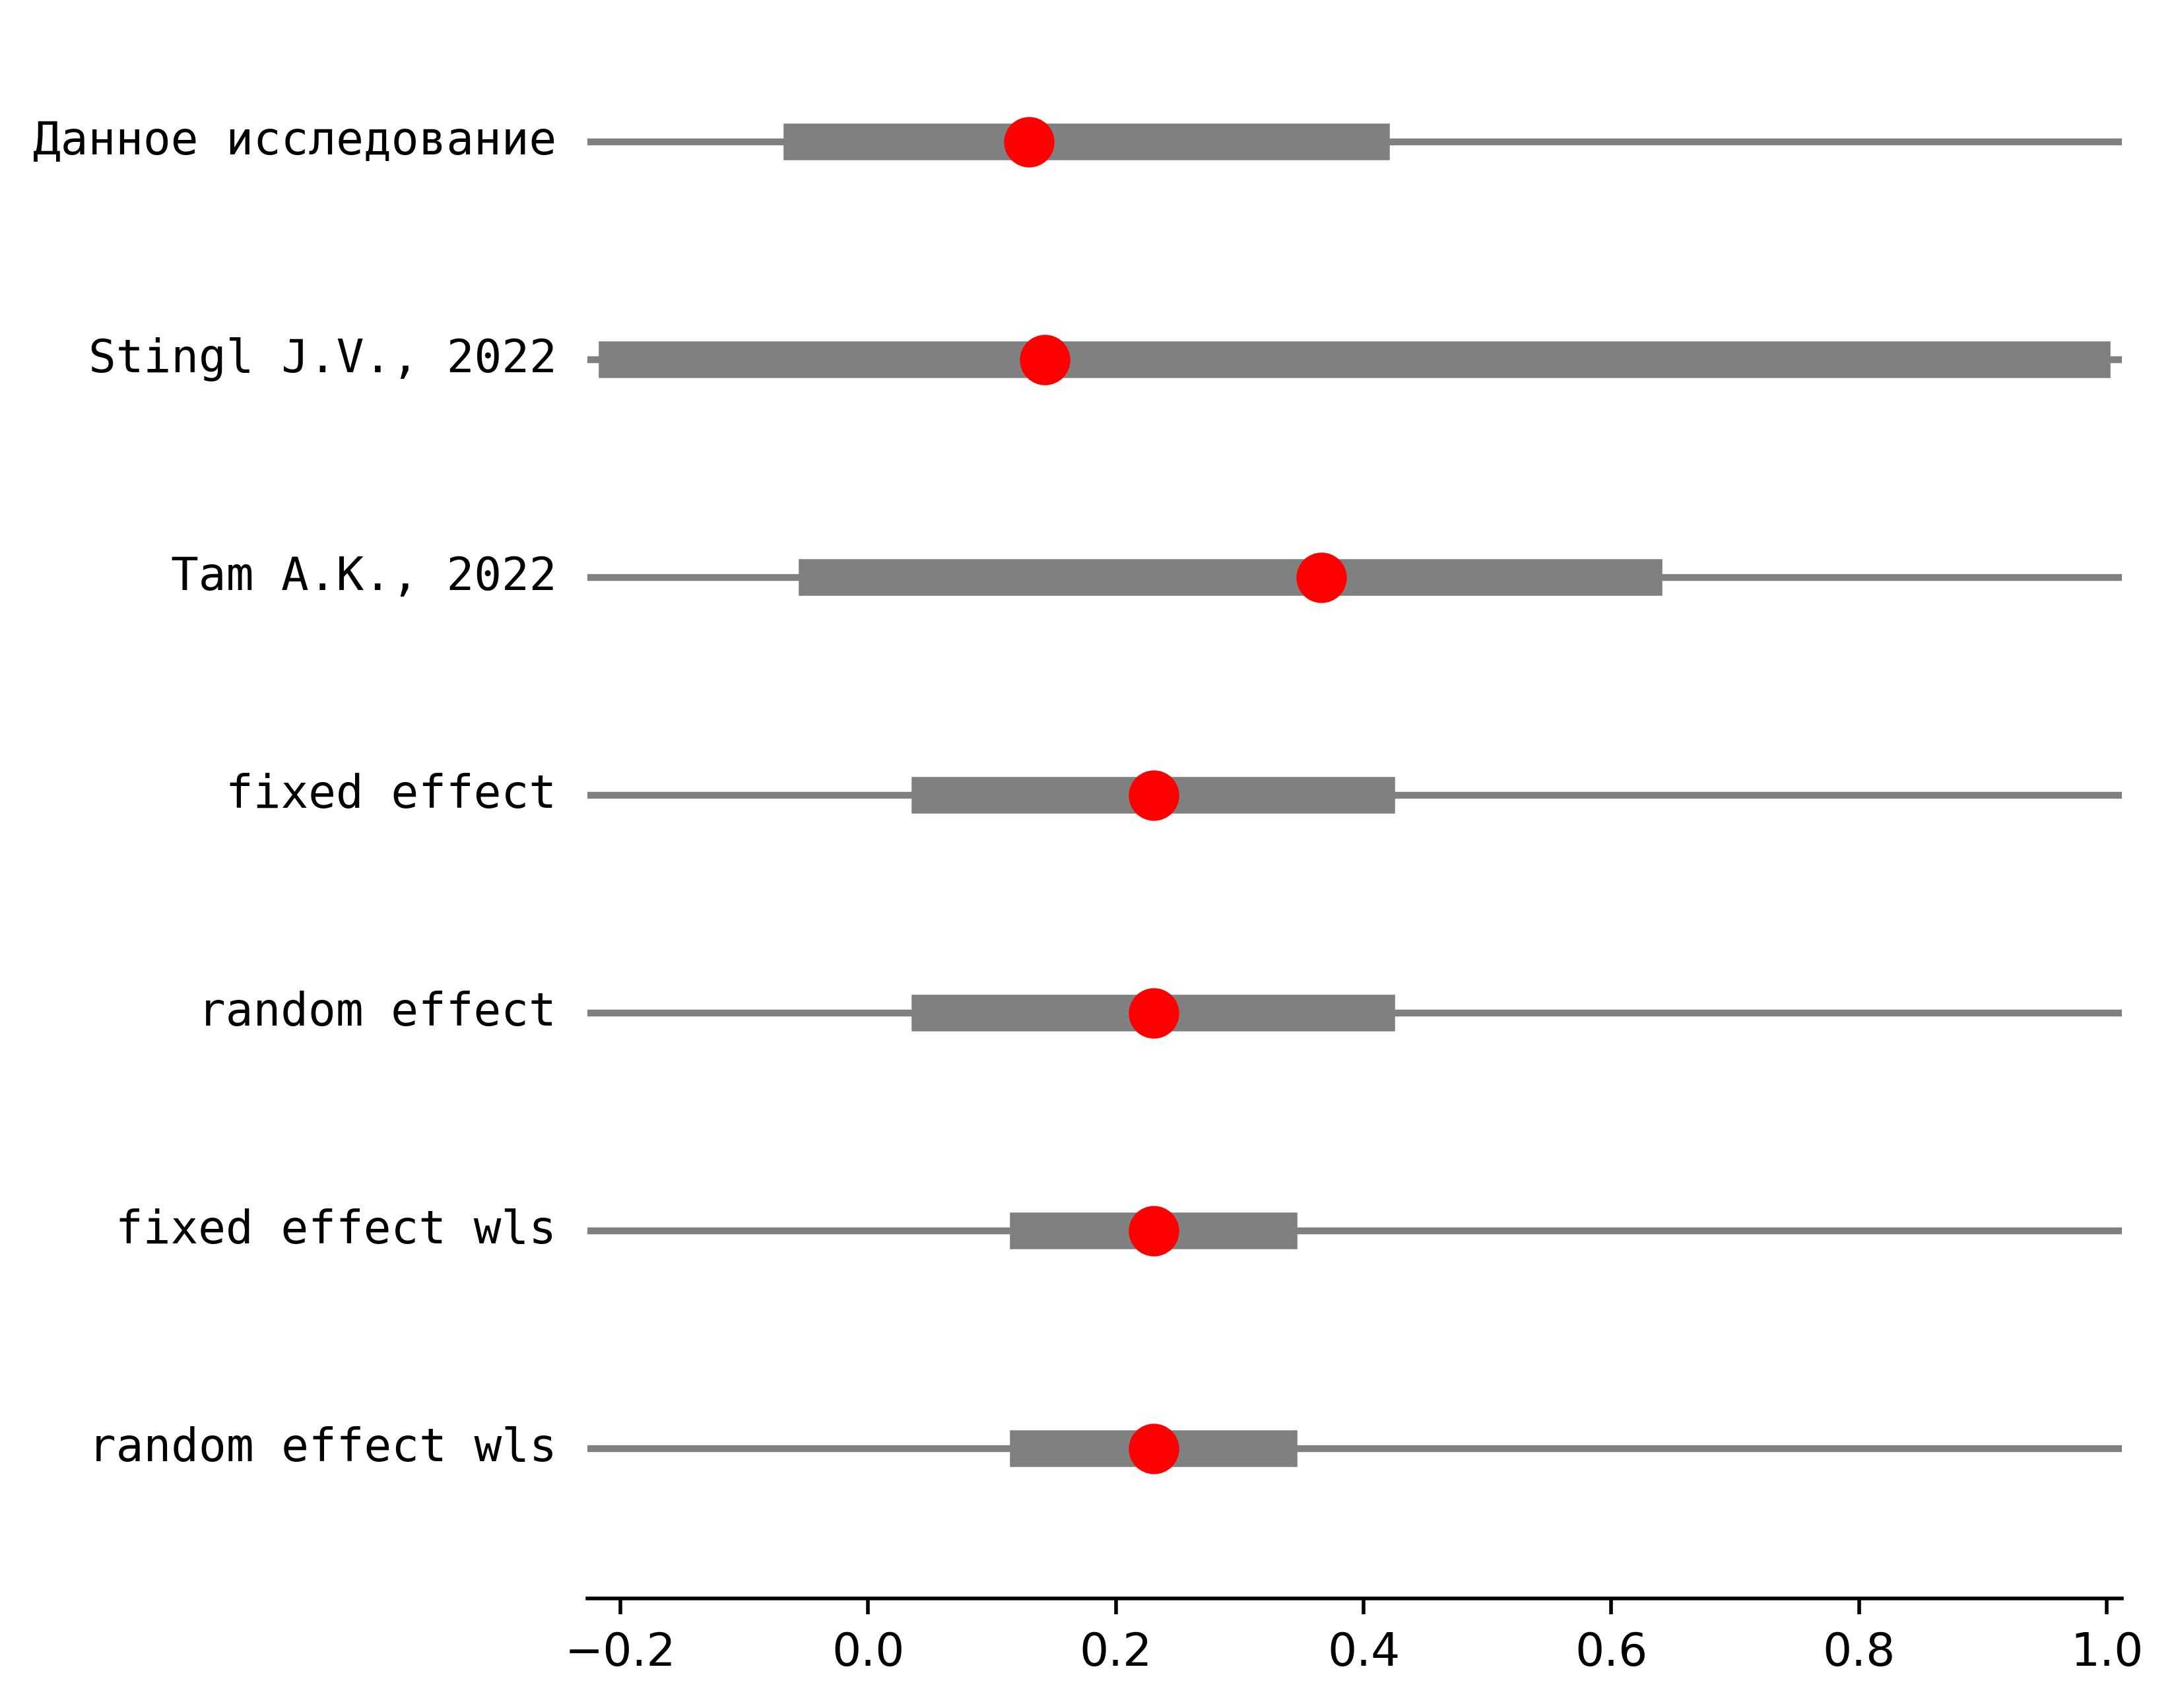 Данное исследование
Stingl J.V., 2022
Tam A.K., 2022
fixed effect
random effect
fixed effect wls
random effect wls
−0.2 0.0 0.2 0.4 0.6 0.8 1.0